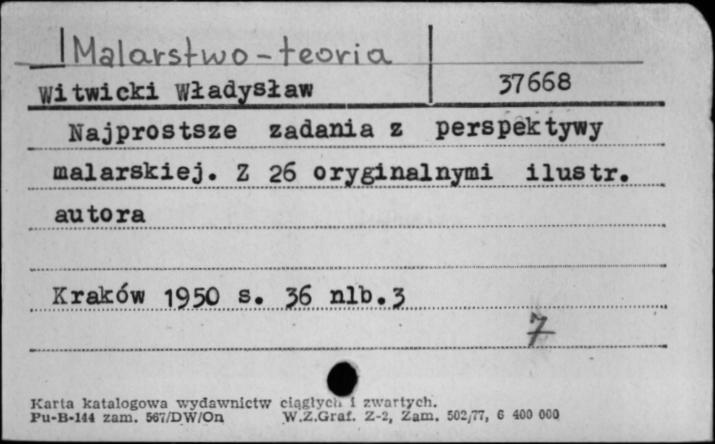 Malarstwo-teoria
Witwicki Władysław 37668
Najprostsze zadania z perspektywy
malarskiej. Z 26 oryginalnymi ilustr.
autora
Kraków 1950 s. 36 nlb.3
7
Karta katalogowa wydawnictw ciągłych i zwartych.
Pu-B-144 zam. 567/DW/On W.Z.Graf. Z-2, Zam. 502/77, 6 400 000